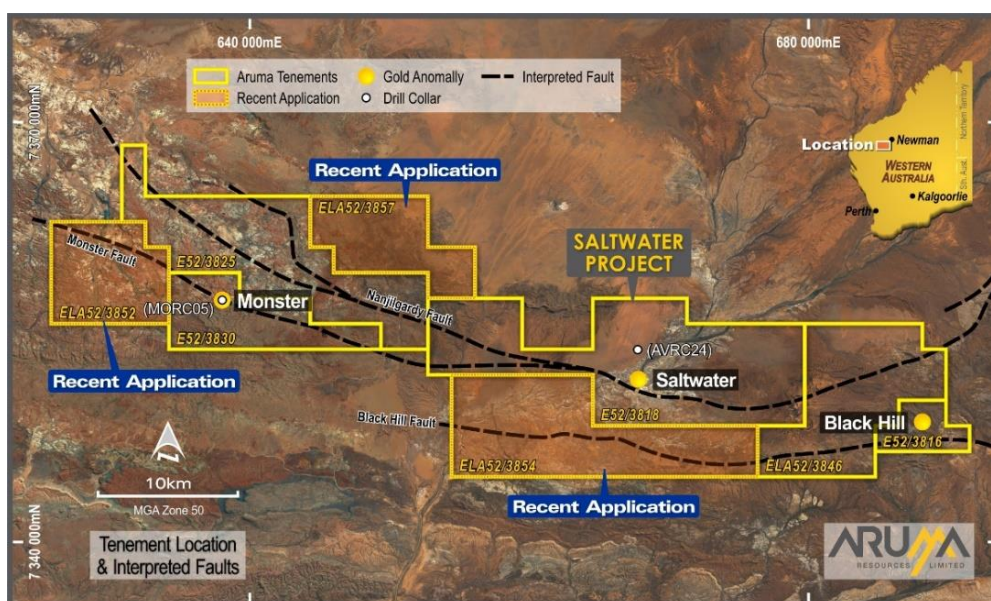 640 000mE
680 000mE
Aruma Tenements
Gold Anomaly
Interpreted Fault
Recent Application
Drill Collar
7 370 000mN
Northern Territory
Sth. Aust.
Location
Newman
WESTERN
AUSTRALIA
Kalgoorlie
Perth
Recent Application
ELA52/3857
SALTWATER
PROJECT
Monster Fault
E52/3825
Monster
(MORC05)
ELA52/3852
E52/3830
Nanjilgardy Fault
(AVRC24)
Recent Application
Saltwater
Black Hill Fault
E52/3818
Black Hill
E52/3816
ELA52/3854
ELA52/3846
Recent Application
10km
MGA Zone 50
Tenement Location
& Interpreted Faults
7 340 000mN
ARUMA
RESOURCES LIMITED